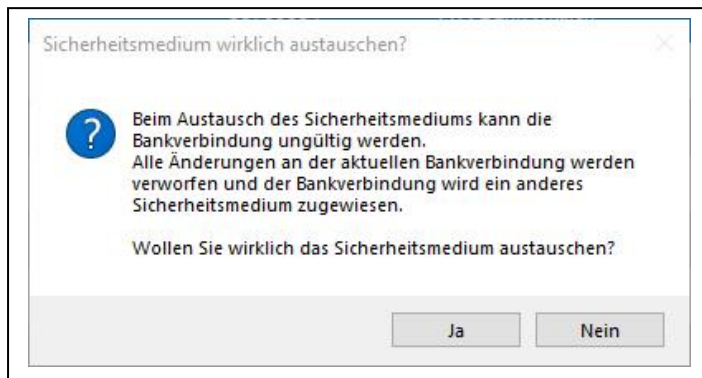 Sicherheitsmedium wirklich austauschen?
Beim Austausch des Sicherheitsmediums kann die
Bankverbindung ungültig werden.
Alle Änderungen an der aktuellen Bankverbindung werden
verworfen und der Bankverbindung wird ein anderes
Sicherheitsmedium zugewiesen.
Wollen Sie wirklich das Sicherheitsmedium austauschen?
Ja
Nein